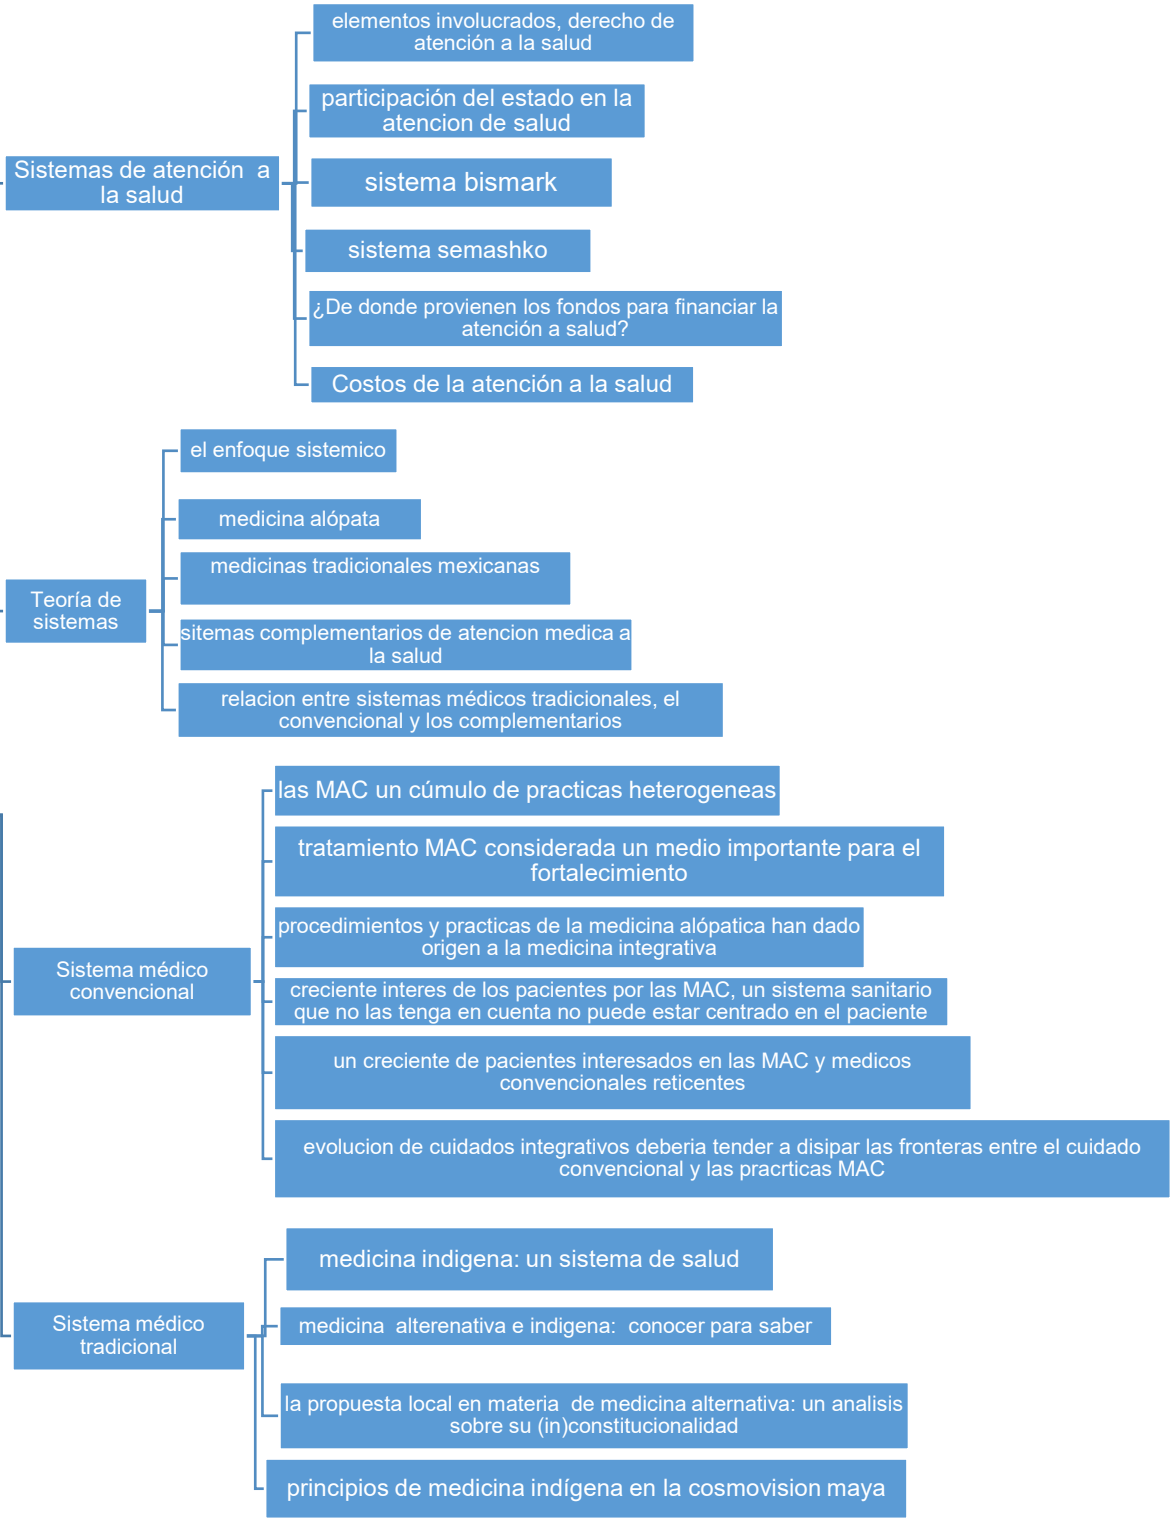 Sistemas de atención a
la salud
elementos involucrados, derecho de
atención a la salud
participación del estado en la
atencion de salud
sistema bismark
sistema semashko
¿De donde provienen los fondos para financiar la
atención a salud?
Costos de la atención a la salud
Teoría de
sistemas
el enfoque sistemico
medicina alópata
medicinas tradicionales mexicanas
sitemas complementarios de atencion medica a
la salud
relacion entre sistemas médicos tradicionales, el
convencional y los complementarios
Sistema médico
convencional
las MAC un cúmulo de practicas heterogeneas
tratamiento MAC considerada un medio importante para el
fortalecimiento
procedimientos y practicas de la medicina alópatica han dado
origen a la medicina integrativa
creciente interes de los pacientes por las MAC, un sistema sanitario
que no las tenga en cuenta no puede estar centrado en el paciente
un creciente de pacientes interesados en las MAC y medicos
convencionales reticentes
evolucion de cuidados integrativos deberia tender a disipar las fronteras entre el cuidado
convencional y las pracrticas MAC
Sistema médico
tradicional
medicina indigena: un sistema de salud
medicina alterenativa e indigena: conocer para saber
la propuesta local en materia de medicina alternativa: un analisis
sobre su (in)constitucionalidad
principios de medicina indígena en la cosmovision maya